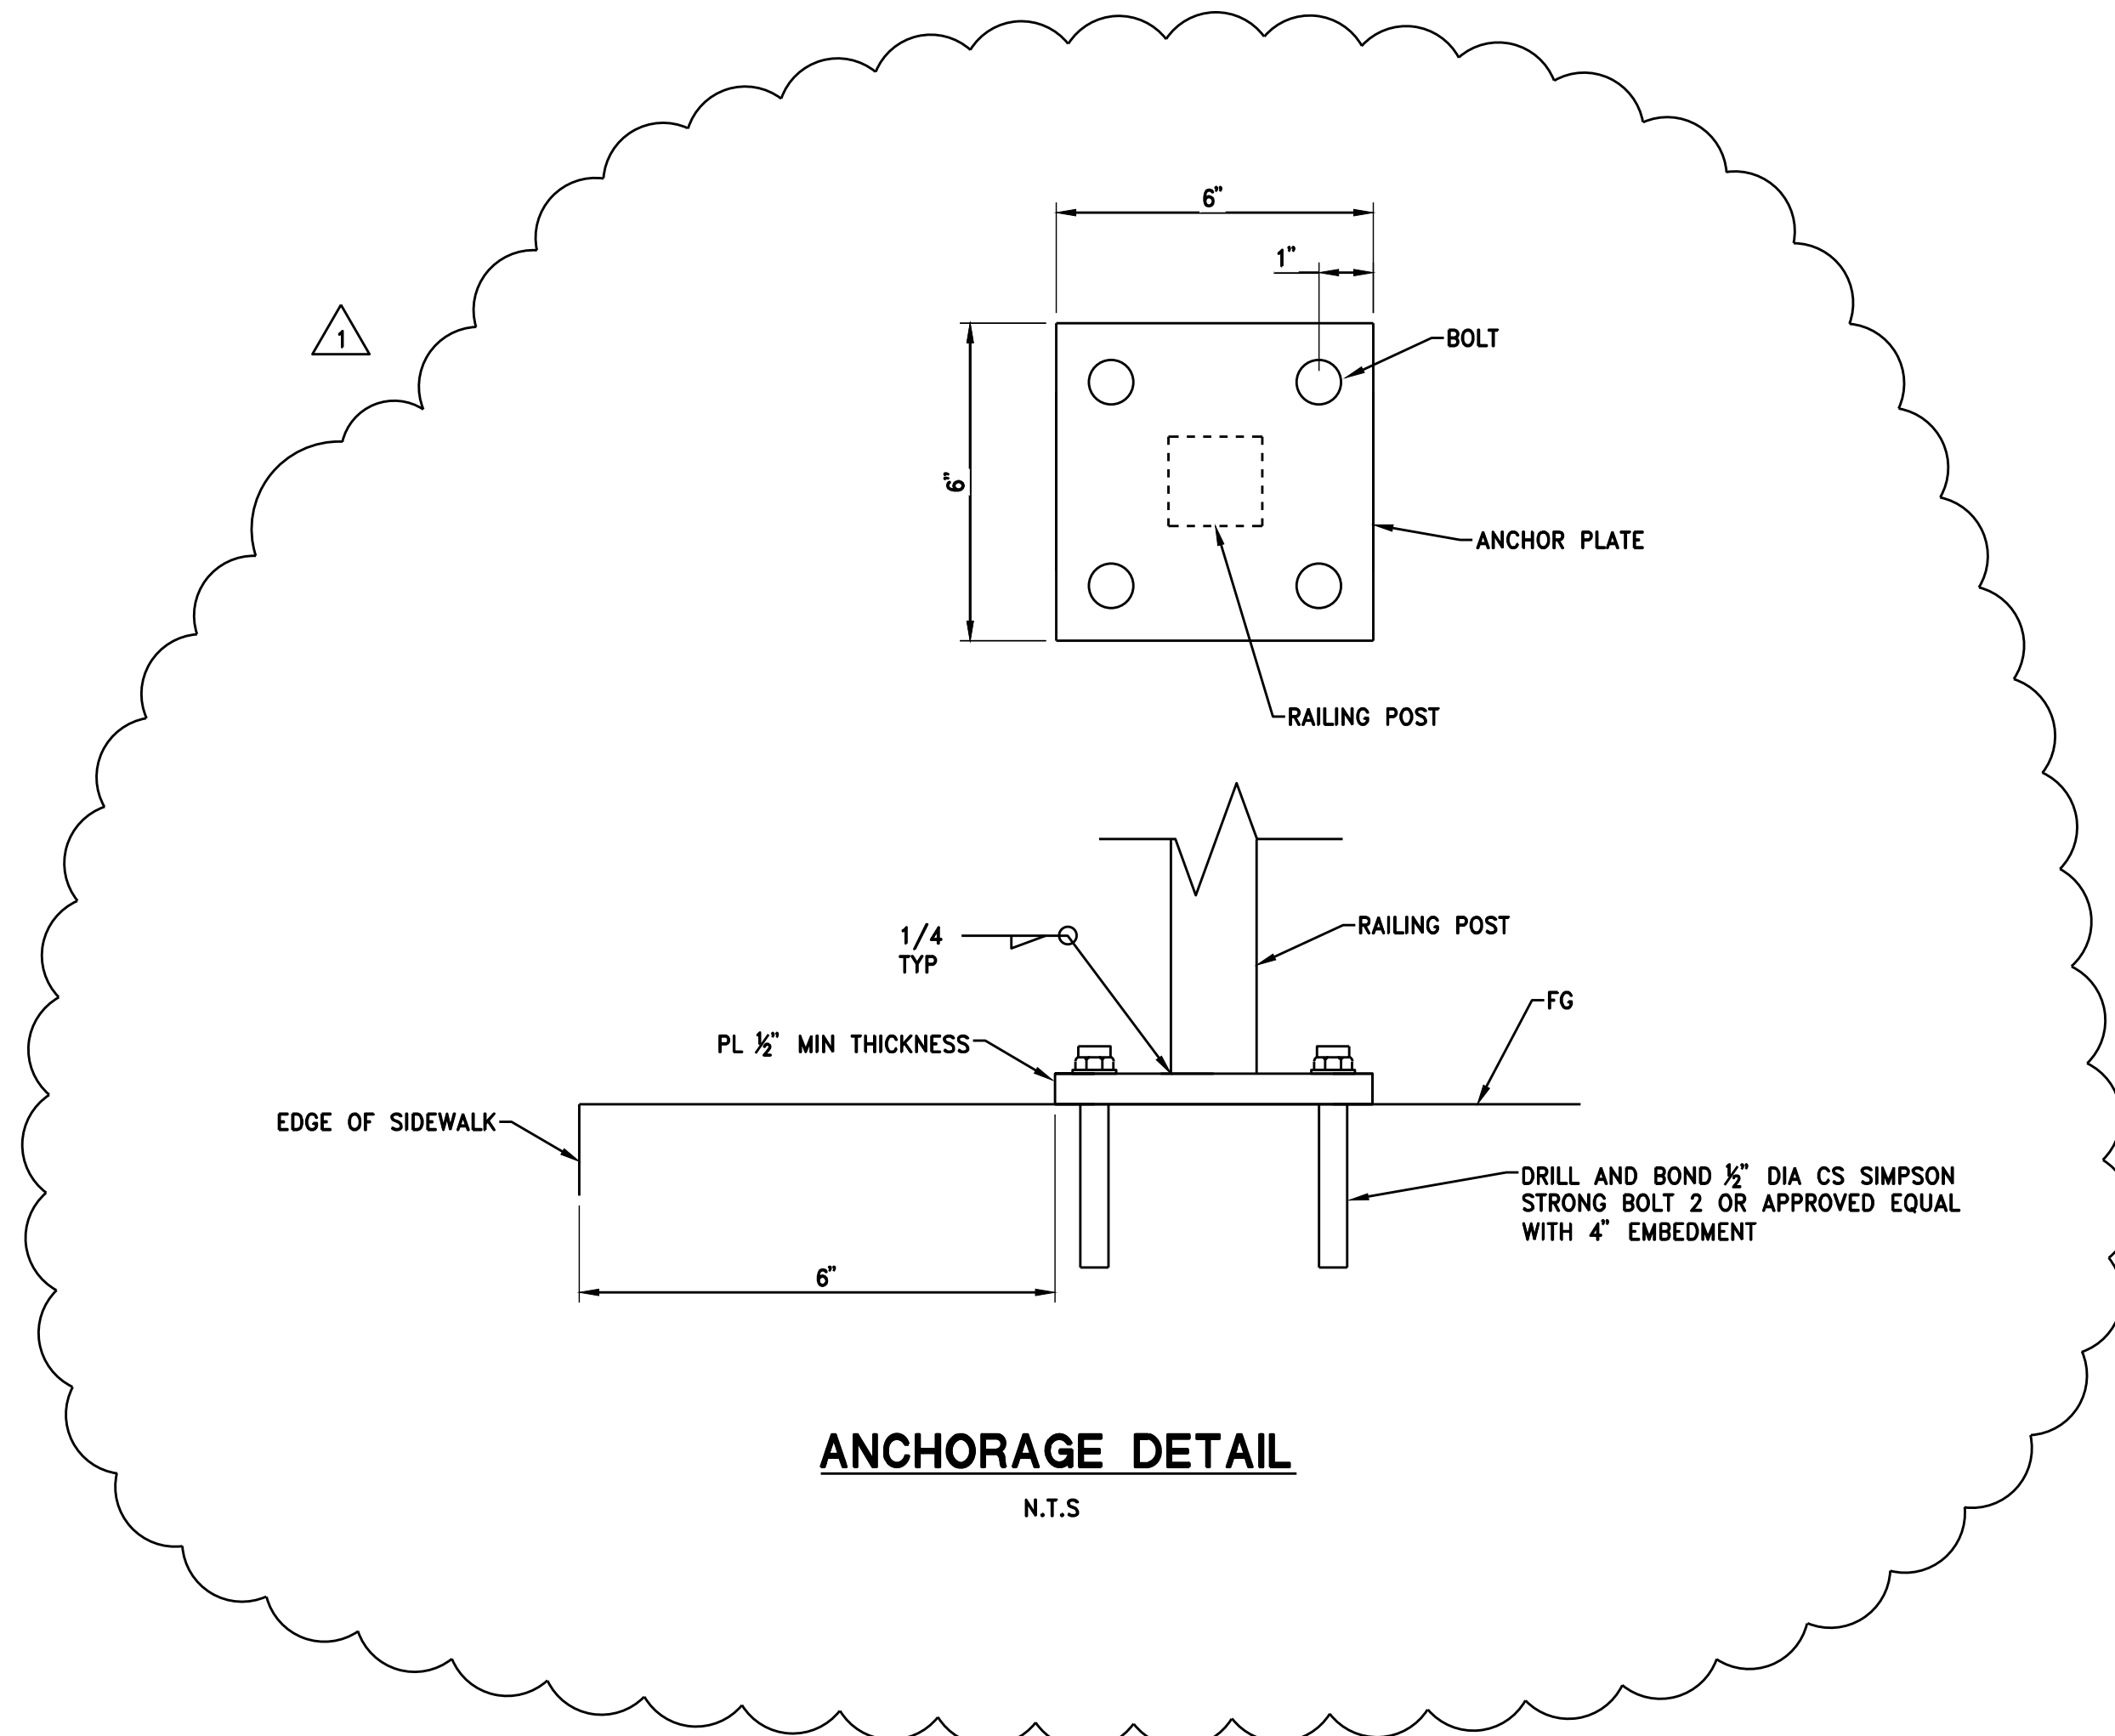 6"
1"
1
BOLT
6"
ANCHOR PLATE
RAILING POST
1/4
TYP
RAILING POST
FG
PL ½" MIN THICKNESS
EDGE OF SIDEWALK
DRILL AND BOND ½" DIA CS SIMPSON
STRONG BOLT 2 OR APPROVED EQUAL
WITH 4" EMBEDMENT
6"
ANCHORAGE DETAIL
N.T.S